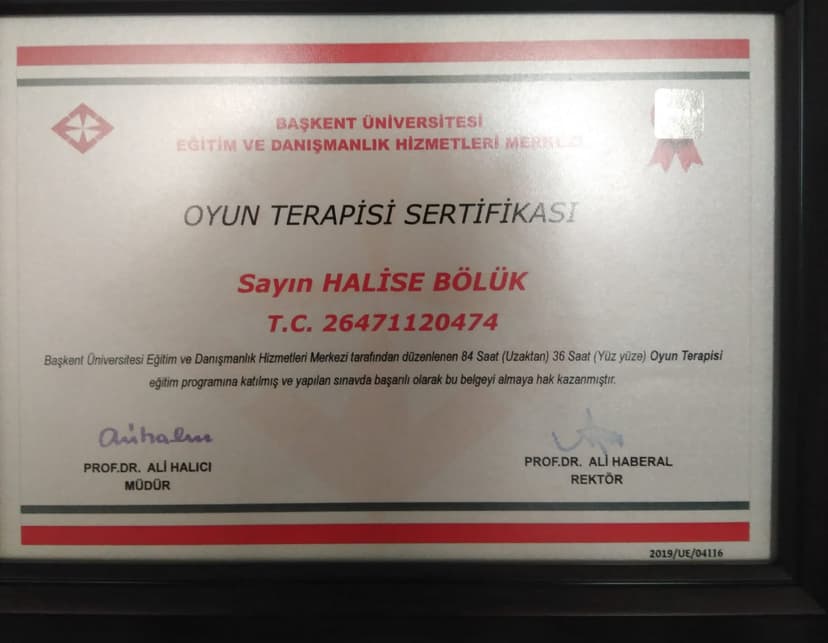 BAŞKENT ÜNİVERSİTESİ
EĞİTİM VE DANIŞMANLIK HİZMETLERİ MERKEZİ
OYUN TERAPİSİ SERTİFİKASI
Sayın HALİSE BÖLÜK
T.C. 26471120474
Başkent Üniversitesi Eğitim ve Danışmanlık Hizmetleri Merkezi tarafından düzenlenen 84 Saat (Uzaktan) 36 Saat (Yüz yüze) Oyun Terapisi
eğitim programına katılmış ve yapılan sınavda başarılı olarak bu belgeyi almaya hak kazanmıştır.
PROF.DR. ALİ HALICI
MÜDÜR
PROF.DR. ALİ HABERAL
REKTÖR
2019/UE/04116